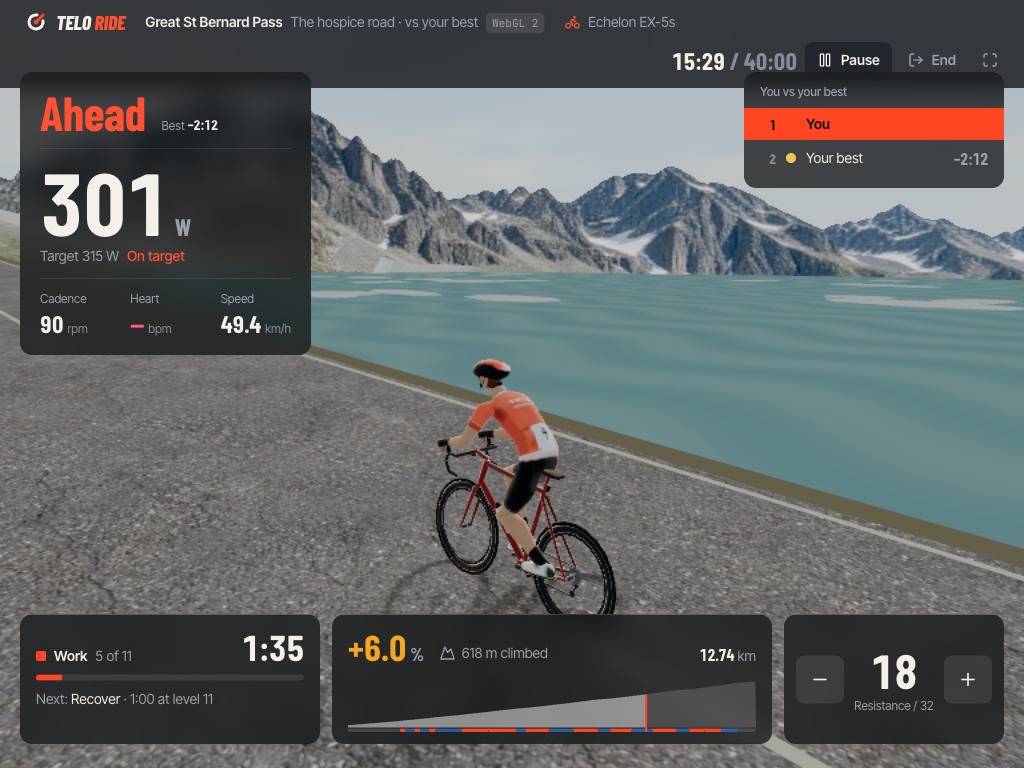 TELO RIDE Great St Bernard Pass The hospice road · vs your best WebGL 2 Echelon EX-5s
15:29 / 40:00 Pause End
Ahead Best −2:12
301 W
Target 315 W On target
Cadence Heart Speed
90 rpm – bpm 49.4 km/h
You vs your best
1 You
2 Your best −2:12
Work 5 of 11 1:35
Next: Recover · 1:00 at level 11
+6.0 % 618 m climbed 12.74 km
− 18 +
Resistance / 32